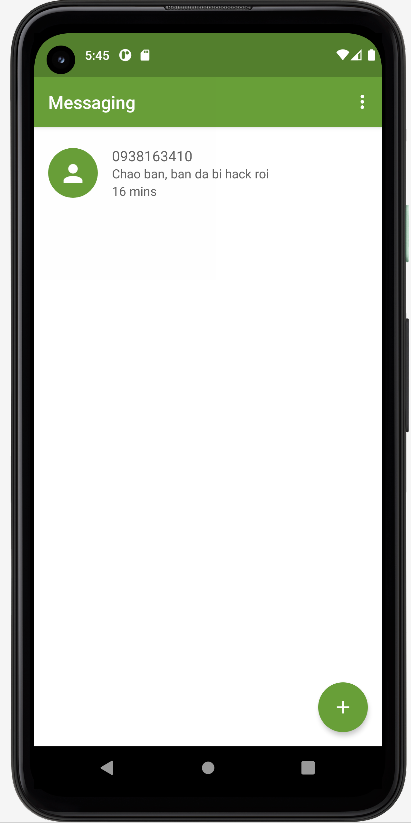 5:45
Messaging
0938163410
Chao ban, ban da bi hack roi
16 mins